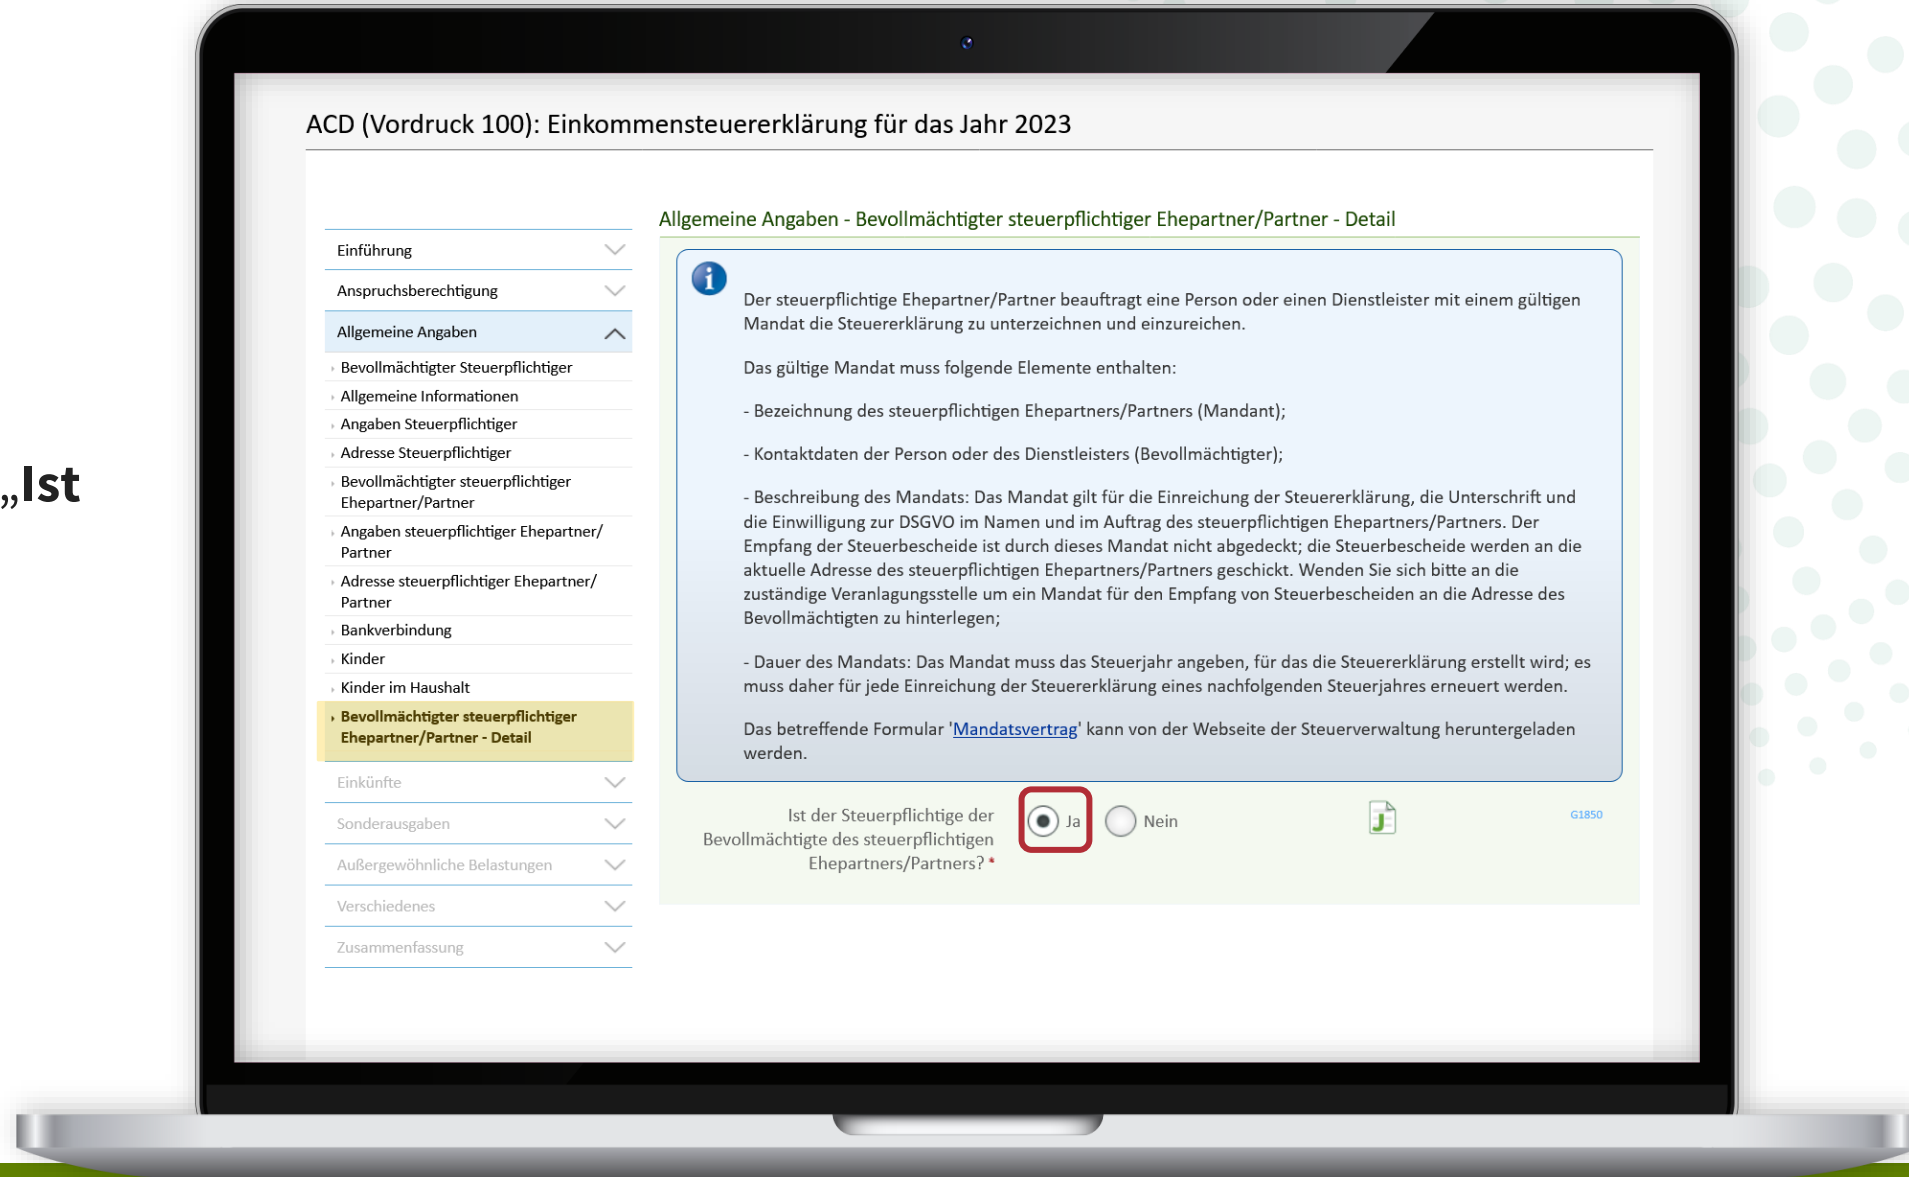 „Ist
ACD (Vordruck 100): Einkommensteuererklärung für das Jahr 2023
Einführung
Anspruchsberechtigung
Allgemeine Angaben
Bevollmächtigter Steuerpflichtiger
Allgemeine Informationen
Angaben Steuerpflichtiger
Adresse Steuerpflichtiger
Bevollmächtigter steuerpflichtiger
Ehepartner/Partner
Angaben steuerpflichtiger Ehepartner/
Partner
Adresse steuerpflichtiger Ehepartner/
Partner
Bankverbindung
Kinder
Kinder im Haushalt
Bevollmächtigter steuerpflichtiger
Ehepartner/Partner - Detail
Einkünfte
Sonderausgaben
Außergewöhnliche Belastungen
Verschiedenes
Zusammenfassung
Allgemeine Angaben - Bevollmächtigter steuerpflichtiger Ehepartner/Partner - Detail
Der steuerpflichtige Ehepartner/Partner beauftragt eine Person oder einen Dienstleister mit einem gültigen
Mandat die Steuererklärung zu unterzeichnen und einzureichen.
Das gültige Mandat muss folgende Elemente enthalten:
- Bezeichnung des steuerpflichtigen Ehepartners/Partners (Mandant);
- Kontaktdaten der Person oder des Dienstleisters (Bevollmächtigter);
- Beschreibung des Mandats: Das Mandat gilt für die Einreichung der Steuererklärung, die Unterschrift und
die Einwilligung zur DSGVO im Namen und im Auftrag des steuerpflichtigen Ehepartners/Partners. Der
Empfang der Steuerbescheide ist durch dieses Mandat nicht abgedeckt; die Steuerbescheide werden an die
aktuelle Adresse des steuerpflichtigen Ehepartners/Partners geschickt. Wenden Sie sich bitte an die
zuständige Veranlagungsstelle um ein Mandat für den Empfang von Steuerbescheiden an die Adresse des
Bevollmächtigten zu hinterlegen;
- Dauer des Mandats: Das Mandat muss das Steuerjahr angeben, für das die Steuererklärung erstellt wird; es
muss daher für jede Einreichung der Steuererklärung eines nachfolgenden Steuerjahres erneuert werden.
Das betreffende Formular 'Mandatsvertrag' kann von der Webseite der Steuerverwaltung heruntergeladen
werden.
Ist der Steuerpflichtige der
Bevollmächtigte des steuerpflichtigen
Ehepartners/Partners? *
Ja
Nein
J
G1850